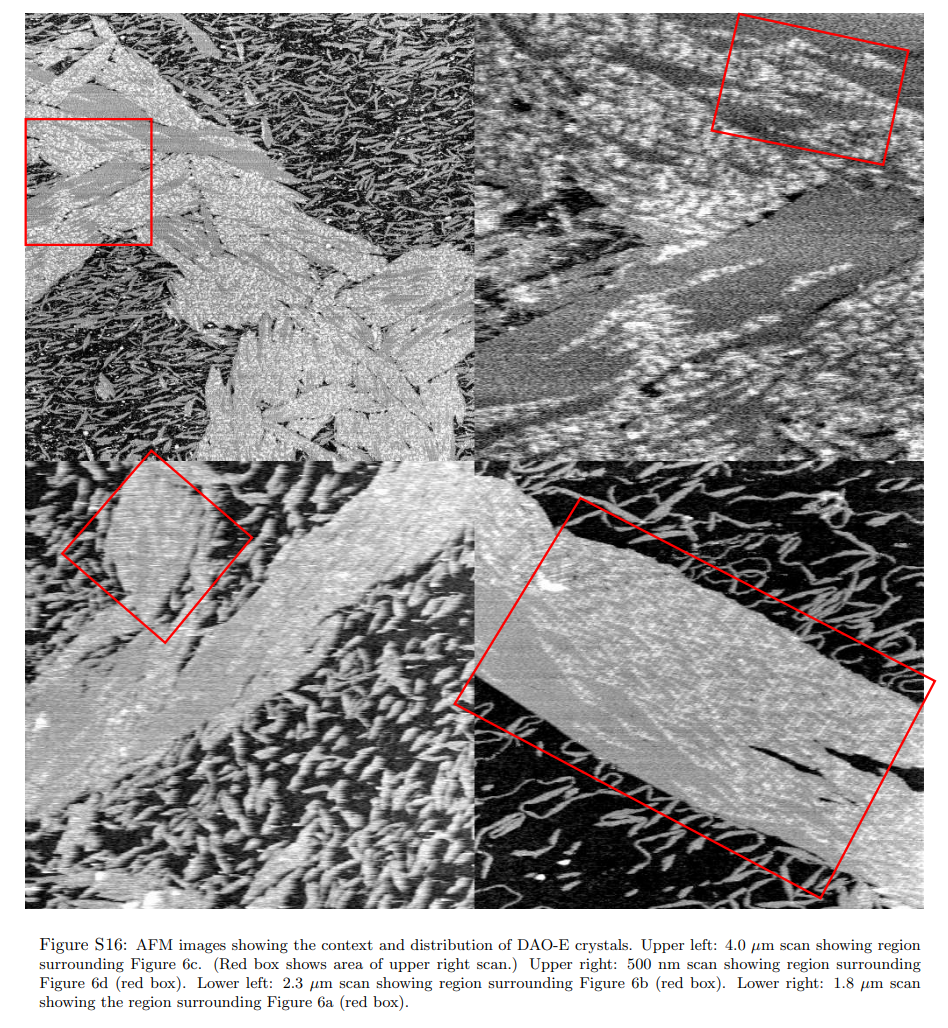 Figure S16: AFM images showing the context and distribution of DAO-E crystals. Upper left: 4.0 μm scan showing region
surrounding Figure 6c. (Red box shows area of upper right scan.) Upper right: 500 nm scan showing region surrounding
Figure 6d (red box). Lower left: 2.3 μm scan showing region surrounding Figure 6b (red box). Lower right: 1.8 μm scan
showing the region surrounding Figure 6a (red box).